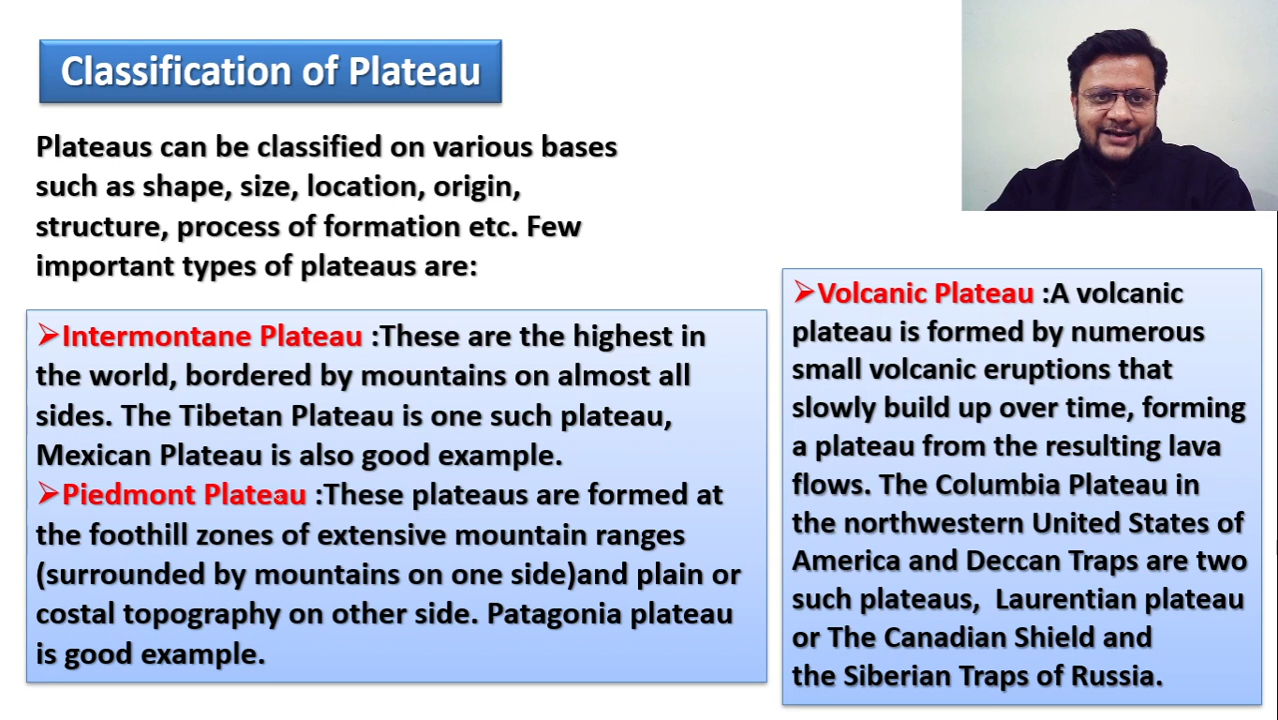 Classification of Plateau
Plateaus can be classified on various bases
such as shape, size, location, origin,
structure, process of formation etc. Few
important types of plateaus are:
➢Intermontane Plateau :These are the highest in
the world, bordered by mountains on almost all
sides. The Tibetan Plateau is one such plateau,
Mexican Plateau is also good example.
➢Piedmont Plateau :These plateaus are formed at
the foothill zones of extensive mountain ranges
(surrounded by mountains on one side)and plain or
costal topography on other side. Patagonia plateau
is good example.
➢Volcanic Plateau :A volcanic
plateau is formed by numerous
small volcanic eruptions that
slowly build up over time, forming
a plateau from the resulting lava
flows. The Columbia Plateau in
the northwestern United States of
America and Deccan Traps are two
such plateaus, Laurentian plateau
or The Canadian Shield and
the Siberian Traps of Russia.